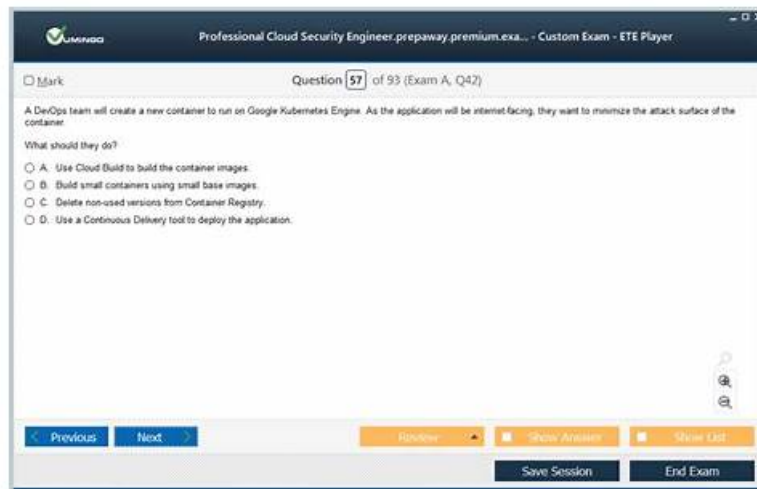 VUMINGO
Professional Cloud Security Engineer.prepaway.premium.exa... - Custom Exam - ETE Player
Mark
Question 57 of 93 (Exam A, Q42)
A DevOps team will create a new container to run on Google Kubernetes Engine. As the application will be internet-facing, they want to minimize the attack surface of the
container.
What should they do?
A. Use Cloud Build to build the container images.
B. Build small containers using small base images.
C. Delete non-used versions from Container Registry.
D. Use a Continuous Delivery tool to deploy the application.
Previous Next Review Show Answer Show List
Save Session End Exam